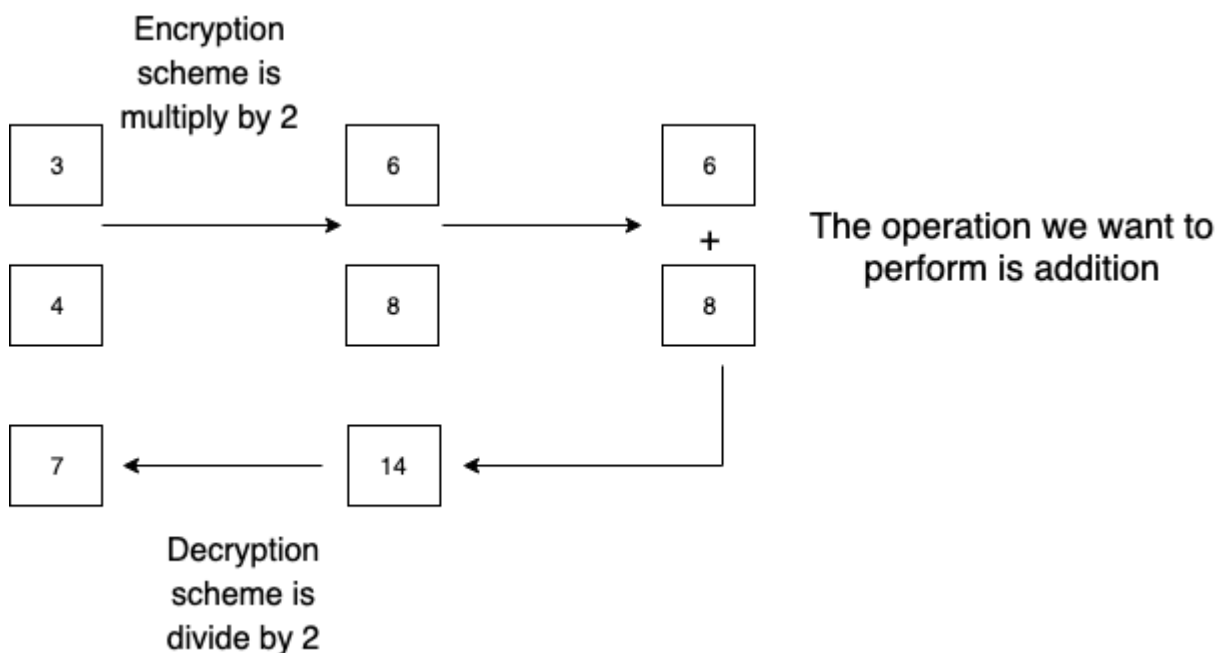 Encryption
scheme is
multiply by 2
3
6
6
+
The operation we want to
perform is addition
4
8
8
7
14
Decryption
scheme is
divide by 2